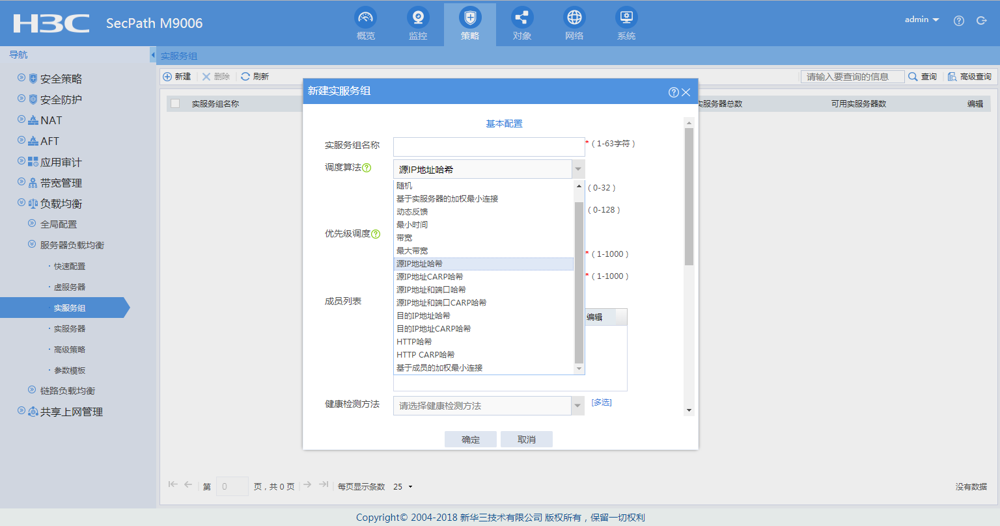 H3C SecPath M9006
概览 监控 策略 对象 网络 系统
admin
导航
实服务组
安全策略
安全防护
NAT
AFT
应用审计
带宽管理
负载均衡
全局配置
服务器负载均衡
· 快速配置
· 虚服务器
· 实服务组
· 实服务器
· 高级策略
· 参数模板
链路负载均衡
共享上网管理
新建 删除 刷新
请输入要查询的信息 查询 高级查询
实服务组名称 实服务器总数 可用实服务器数 编辑
新建实服务组
基本配置
实服务组名称 * ( 1-63字符 )
调度算法 源IP地址哈希
随机
( 0-32 )
基于实服务器的加权最小连接
动态反馈
( 0-128 )
最小时间
优先级调度
带宽
最大带宽
* ( 1-1000 )
源IP地址哈希
源IP地址CARP哈希
* ( 1-1000 )
源IP地址和端口哈希
成员列表
源IP地址和端口CARP哈希
目的IP地址哈希
编辑
目的IP地址CARP哈希
HTTP哈希
HTTP CARP哈希
基于成员的加权最小连接
健康检测方法 请选择健康检测方法 [多选]
确定 取消
第 0 页，共 0 页 每页显示条数 25 没有数据
Copyright© 2004-2018 新华三技术有限公司 版权所有，保留一切权利